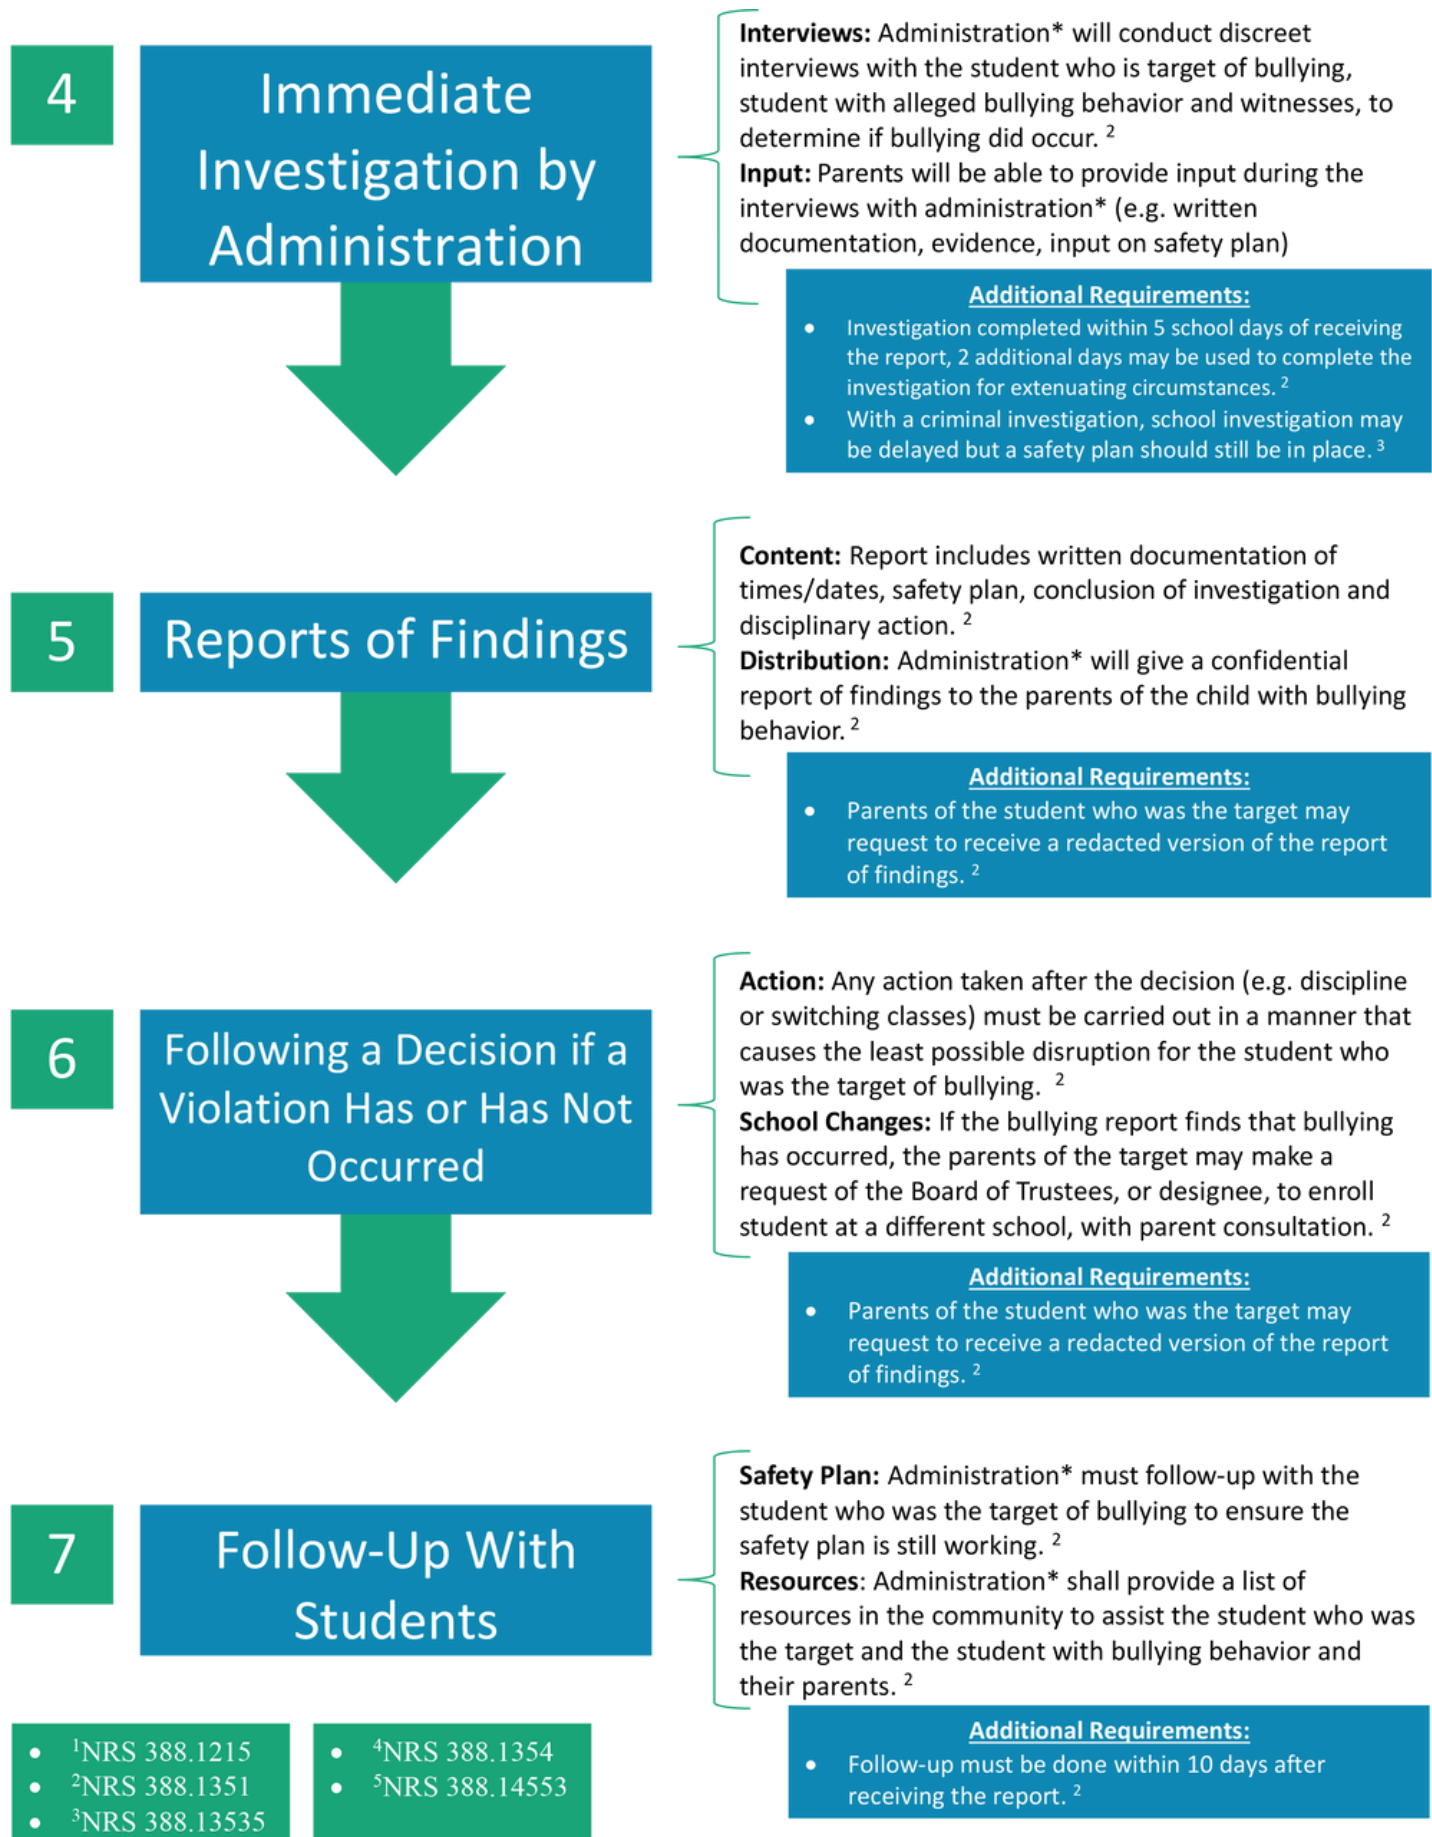 4
Immediate
Investigation by
Administration
Interviews: Administration* will conduct discreet
interviews with the student who is target of bullying,
student with alleged bullying behavior and witnesses, to
determine if bullying did occur. 2
Input: Parents will be able to provide input during the
interviews with administration* (e.g. written
documentation, evidence, input on safety plan)
Additional Requirements:
• Investigation completed within 5 school days of receiving
the report, 2 additional days may be used to complete the
investigation for extenuating circumstances. 2
• With a criminal investigation, school investigation may
be delayed but a safety plan should still be in place. 3
5
Reports of Findings
Content: Report includes written documentation of
times/dates, safety plan, conclusion of investigation and
disciplinary action. 2
Distribution: Administration* will give a confidential
report of findings to the parents of the child with bullying
behavior. 2
Additional Requirements:
• Parents of the student who was the target may
request to receive a redacted version of the report
of findings. 2
6
Following a Decision if a
Violation Has or Has Not
Occurred
Action: Any action taken after the decision (e.g. discipline
or switching classes) must be carried out in a manner that
causes the least possible disruption for the student who
was the target of bullying. 2
School Changes: If the bullying report finds that bullying
has occurred, the parents of the target may make a
request of the Board of Trustees, or designee, to enroll
student at a different school, with parent consultation. 2
Additional Requirements:
• Parents of the student who was the target may
request to receive a redacted version of the report
of findings. 2
7
Follow-Up With
Students
Safety Plan: Administration* must follow-up with the
student who was the target of bullying to ensure the
safety plan is still working. 2
Resources: Administration* shall provide a list of
resources in the community to assist the student who was
the target and the student with bullying behavior and
their parents. 2
Additional Requirements:
• Follow-up must be done within 10 days after
receiving the report. 2
• 1NRS 388.1215
• 2NRS 388.1351
• 3NRS 388.13535
• 4NRS 388.1354
• 5NRS 388.14553